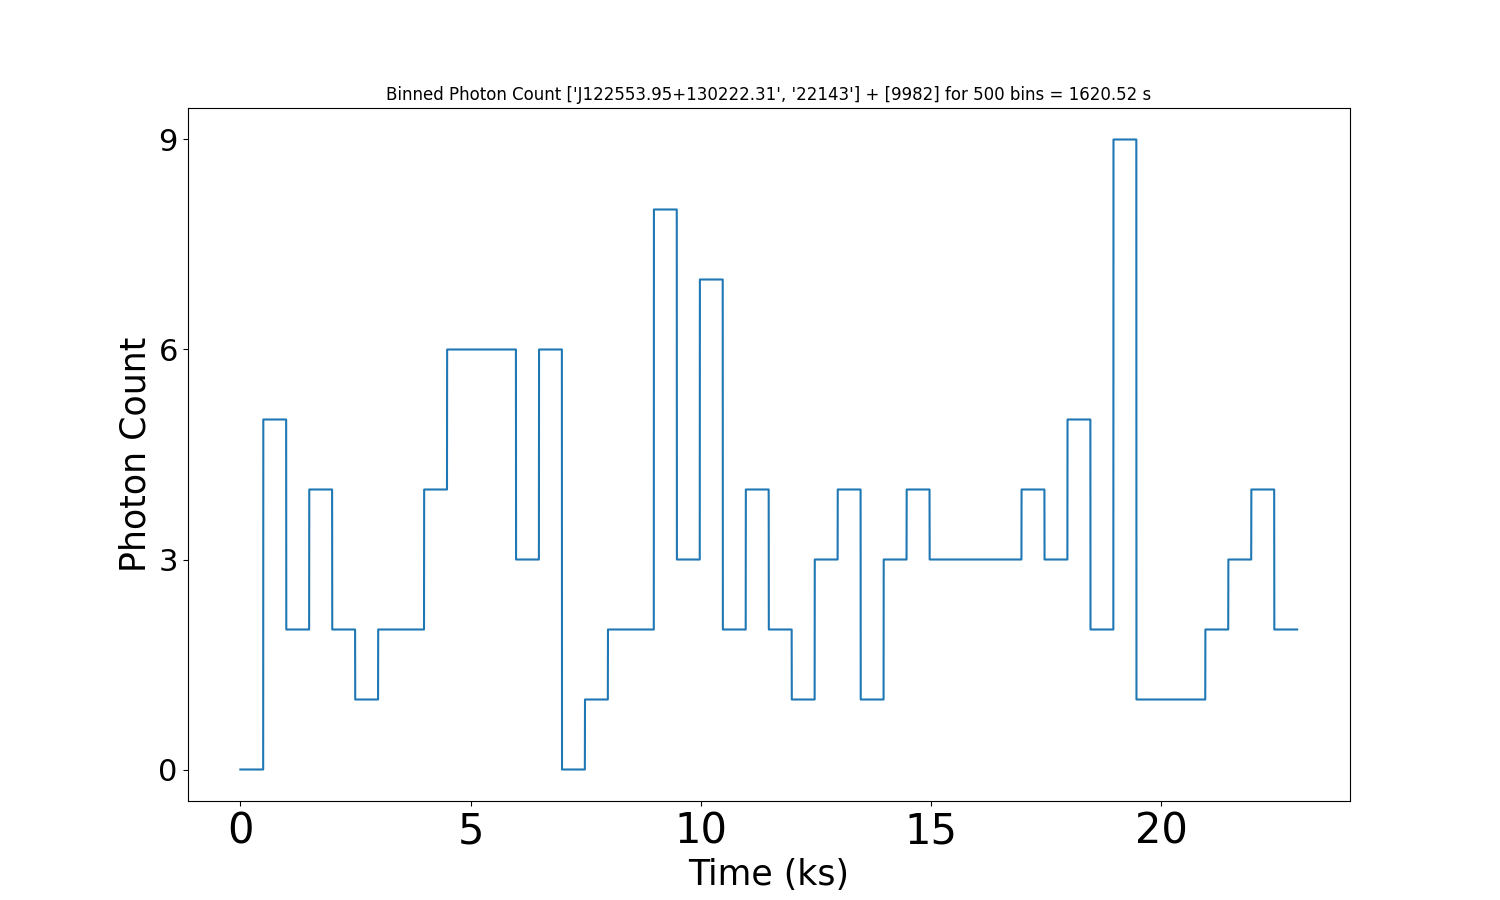 Binned Photon Count ['J122553.95+130222.31', '22143'] + [9982] for 500 bins = 1620.52 s
9
6
3
0
Photon Count
0 5 10 15 20
Time (ks)